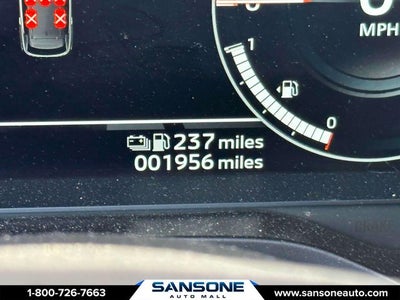 MPH
1
0
237 miles
001956 miles
1-800-726-7663
SANSONE
AUTO MALL
www.sansoneauto.com